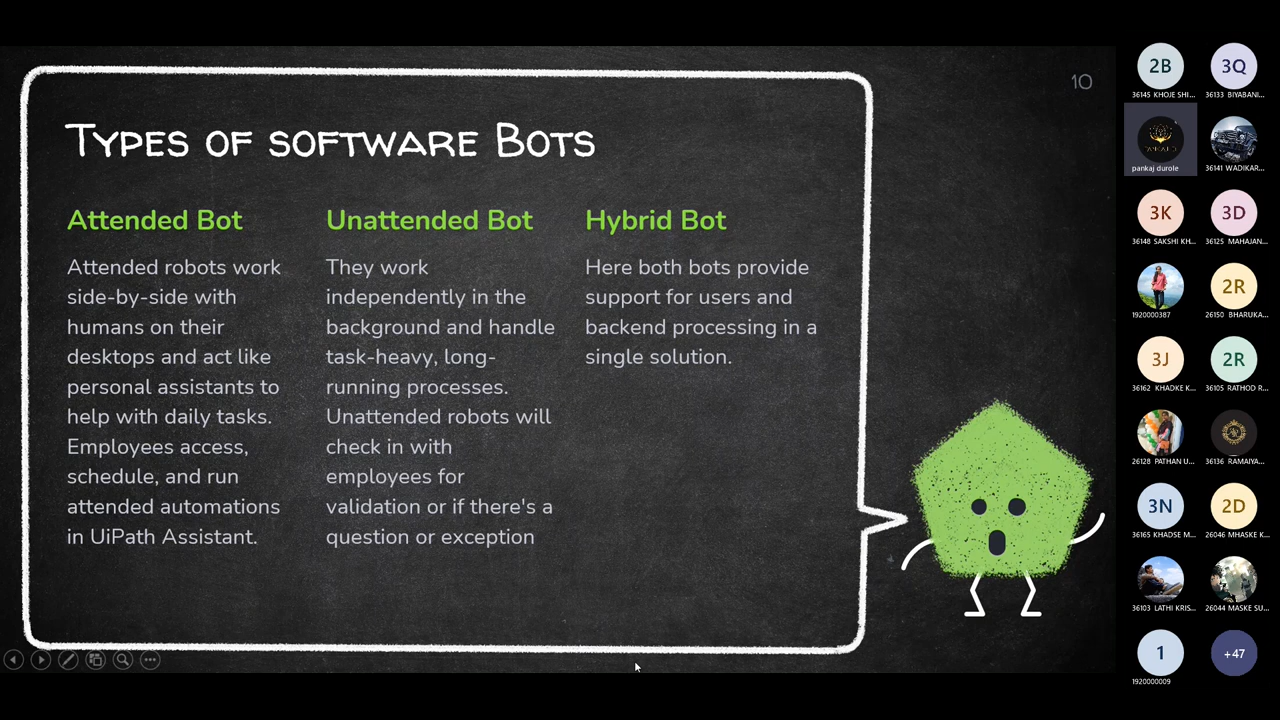 10
Types of software Bots
Attended Bot
Attended robots work
side-by-side with
humans on their
desktops and act like
personal assistants to
help with daily tasks.
Employees access,
schedule, and run
attended automations
in UiPath Assistant.
Unattended Bot
They work
independently in the
background and handle
task-heavy, long-
running processes.
Unattended robots will
check in with
employees for
validation or if there's a
question or exception
Hybrid Bot
Here both bots provide
support for users and
backend processing in a
single solution.
2B
36145 KHOJE SHI...
3Q
36133 BIYABANI...
pankaj durole
36141 WADIKAR...
3K
36148 SAKSHI KH...
3D
36125 MAHAJAN...
1920000387
2R
26150 BHARUKA...
3J
36162 KHADKE K...
2R
36105 RATHOD R...
26128 PATHAN U...
36136 RAMAIYA...
3N
36165 KHADSE M...
2D
26046 MHASKE K...
36103 LATHI KRIS...
26044 MASKE SU...
1
1920000009
+47